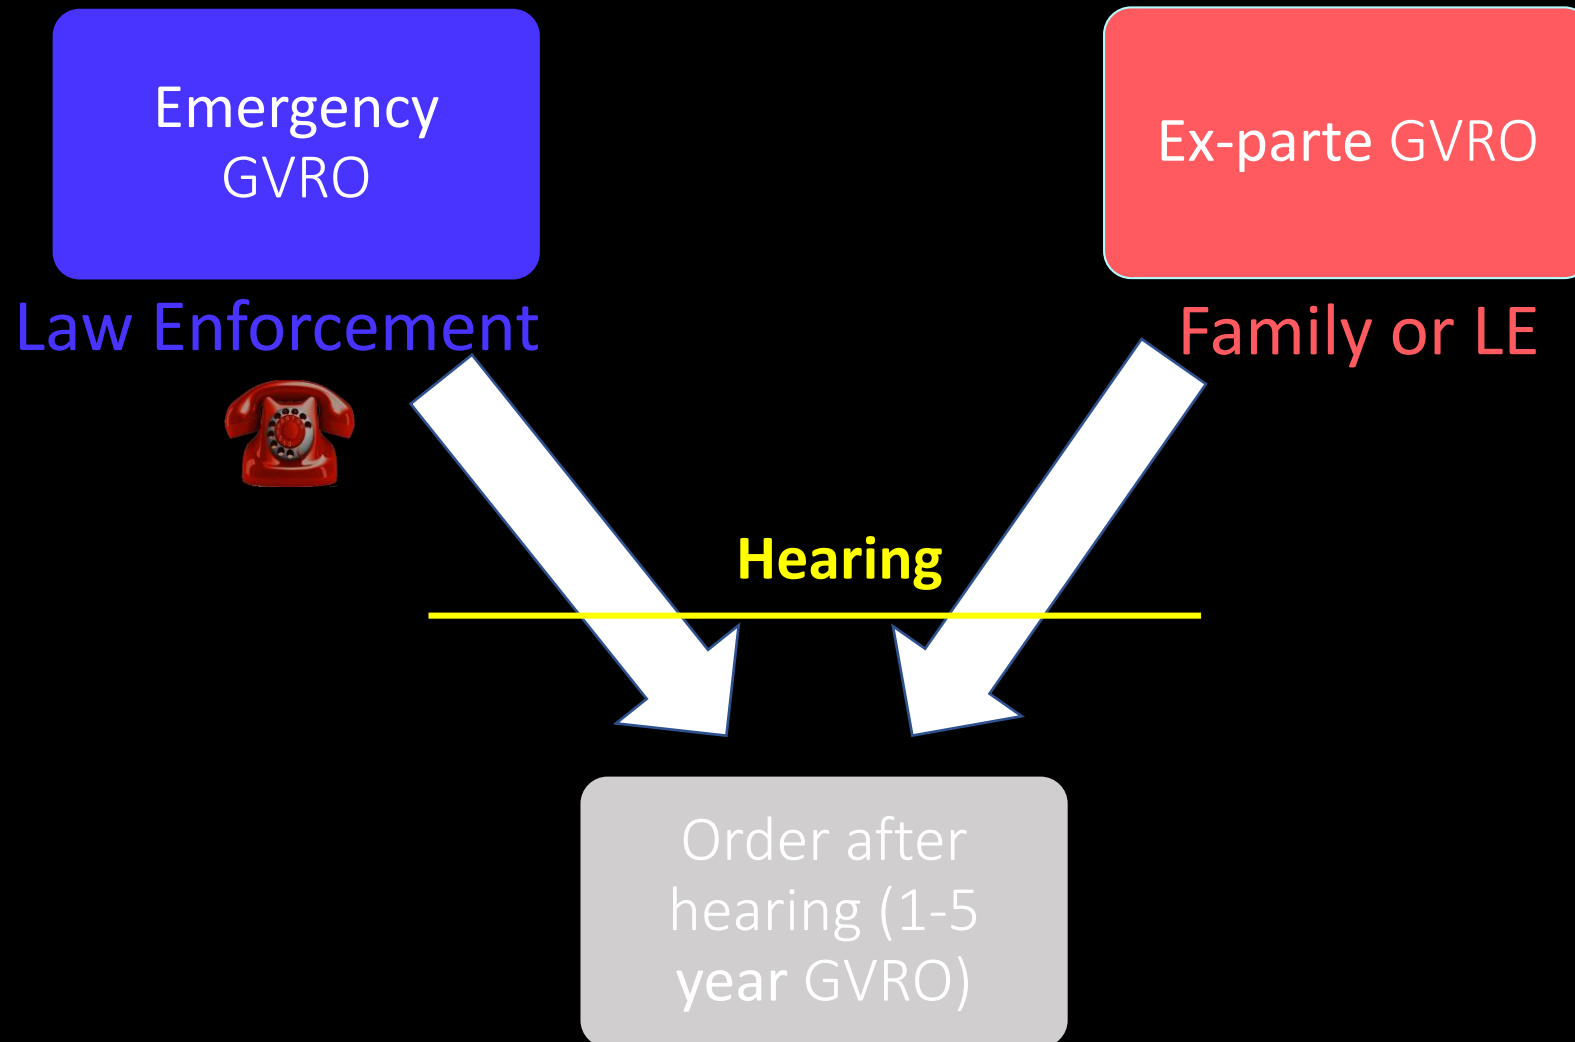 Emergency
GVRO
Ex-parte GVRO
Law Enforcement
Family or LE
Hearing
Order after
hearing (1-5
year GVRO)